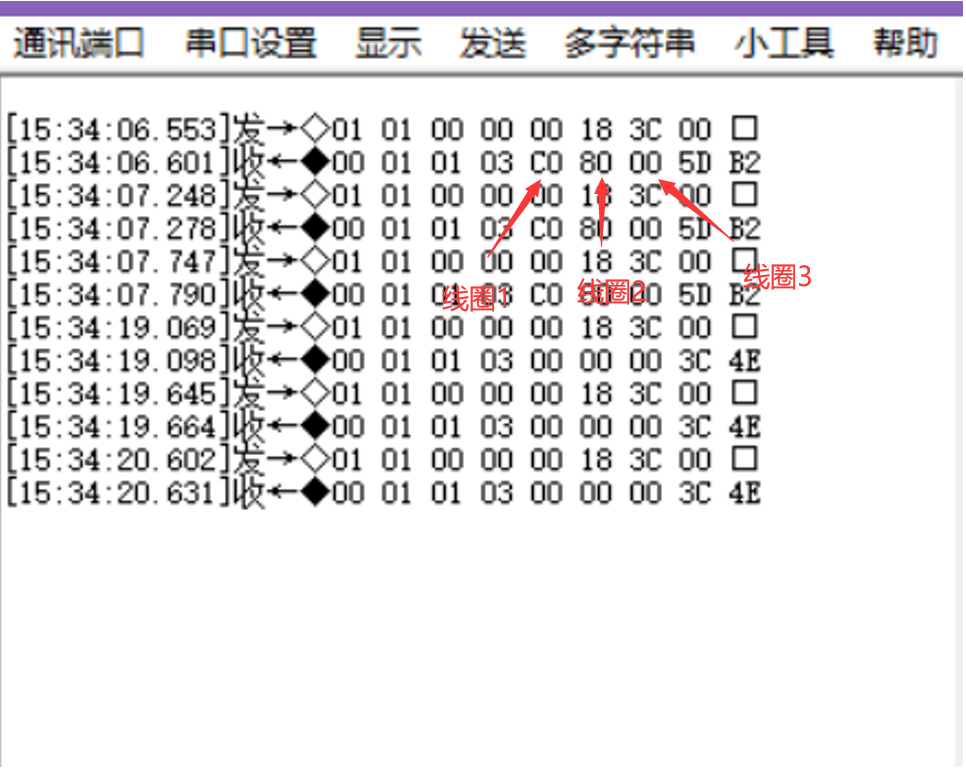 通讯端口 串口设置 显示 发送 多字符串 小工具 帮助
[15:34:06.553]发→◇01 01 00 00 00 18 3C 00 □
[15:34:06.601]收←◆00 01 01 03 C0 80 00 5D B2
[15:34:07.248]发→◇01 01 00 00 00 18 3C 00 □
[15:34:07.278]收←◆00 01 01 03 C0 80 00 5D B2
[15:34:07.747]发→◇01 01 00 00 00 18 3C 00 □
线圈3
[15:34:07.790]收←◆00 01 01 03 C0 80 00 5D B2
线圈1 线圈2
[15:34:19.069]发→◇01 01 00 00 00 18 3C 00 □
[15:34:19.098]收←◆00 01 01 03 00 00 00 3C 4E
[15:34:19.645]发→◇01 01 00 00 00 18 3C 00 □
[15:34:19.664]收←◆00 01 01 03 00 00 00 3C 4E
[15:34:20.602]发→◇01 01 00 00 00 18 3C 00 □
[15:34:20.631]收←◆00 01 01 03 00 00 00 3C 4E